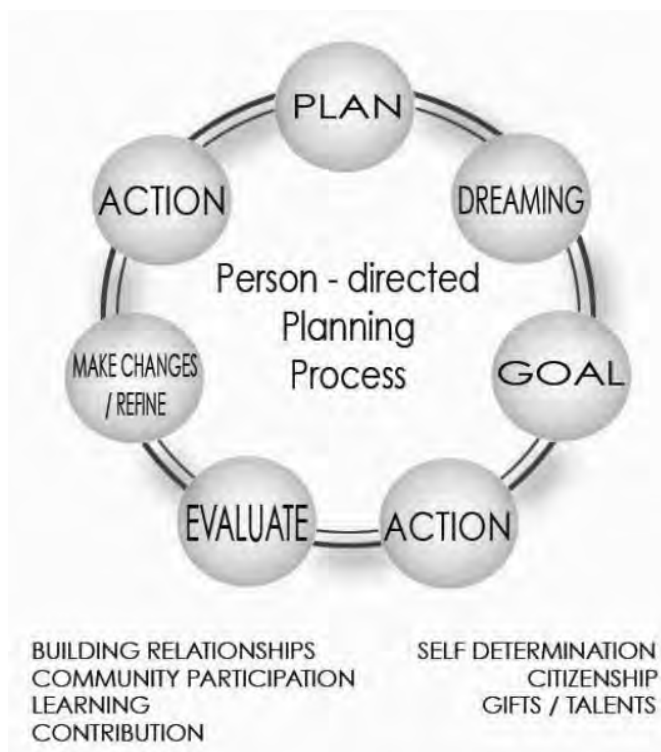 PLAN
DREAMING
GOAL
ACTION
EVALUATE
MAKE CHANGES
/ REFINE
ACTION
Person - directed
Planning
Process
BUILDING RELATIONSHIPS
COMMUNITY PARTICIPATION
LEARNING
CONTRIBUTION
SELF DETERMINATION
CITIZENSHIP
GIFTS / TALENTS